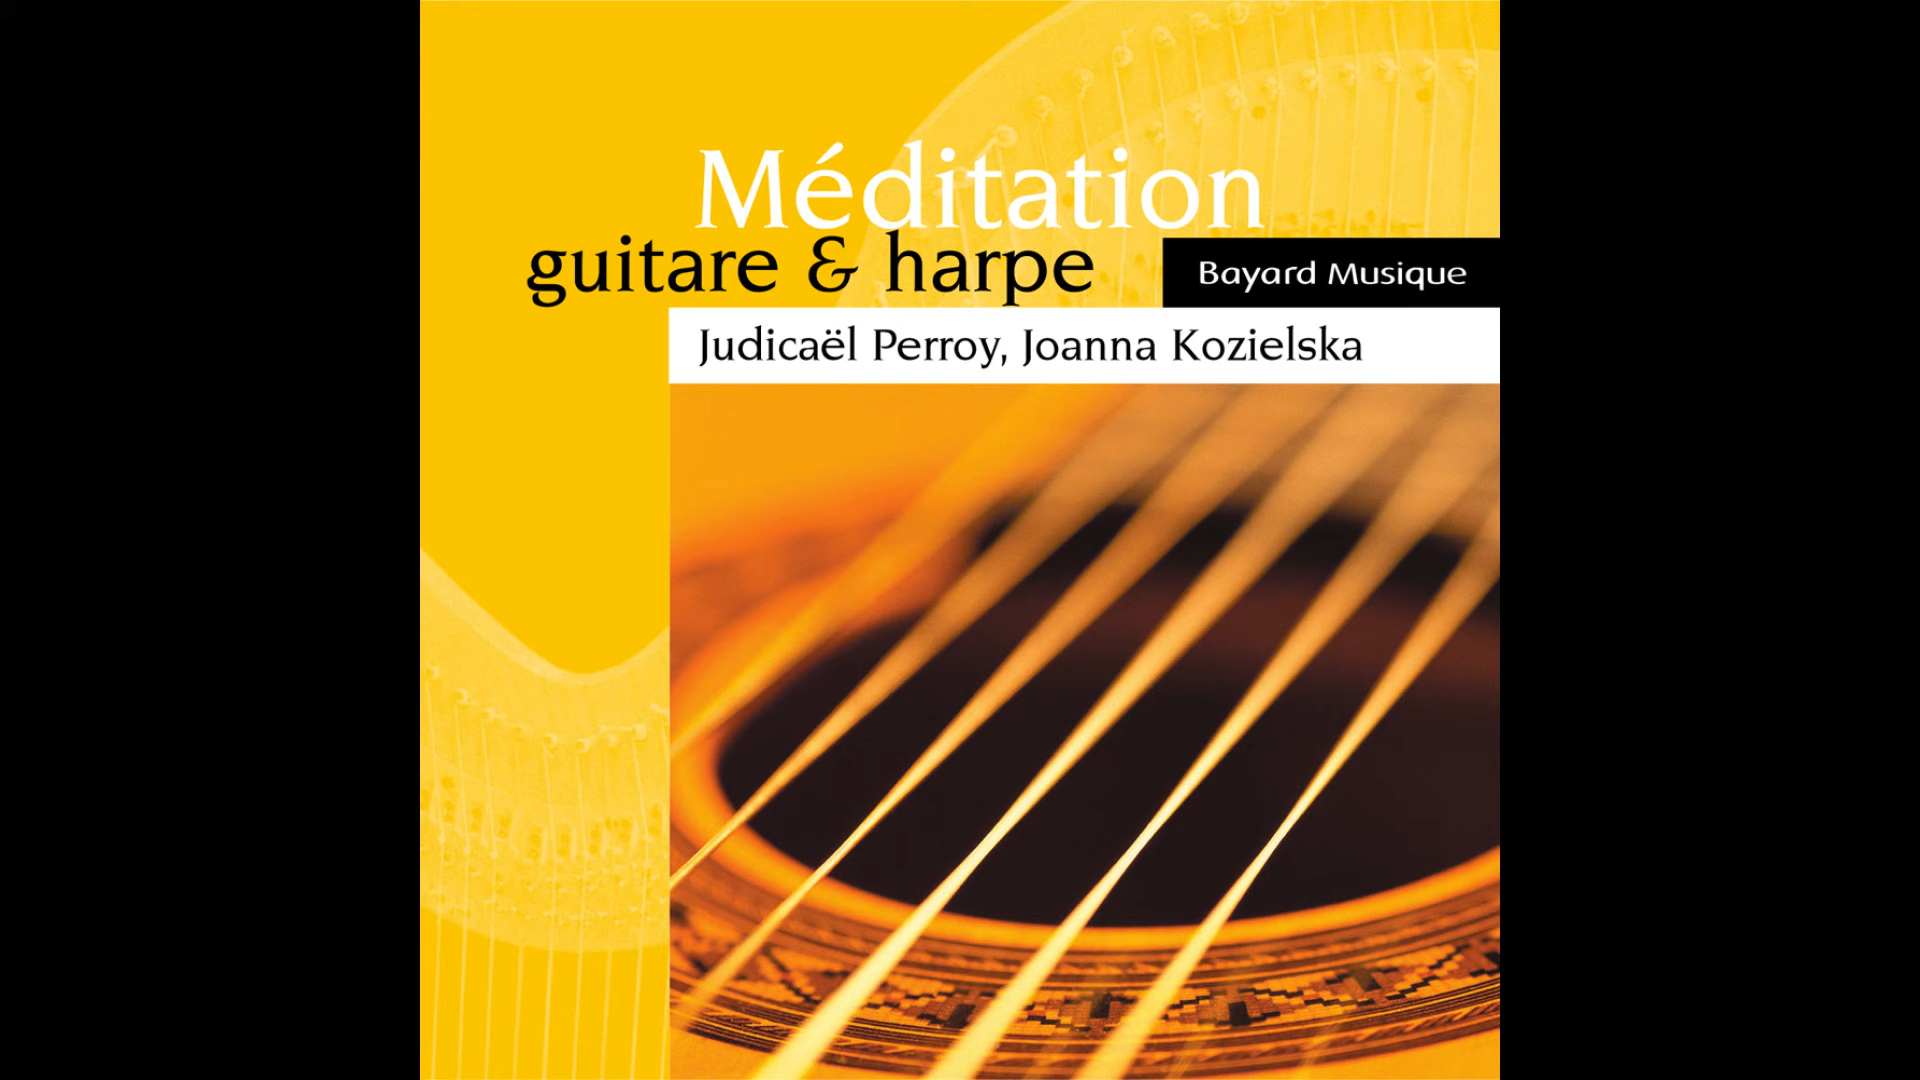 Méditation
guitare & harpe
Bayard Musique
Judicaël Perroy, Joanna Kozielska